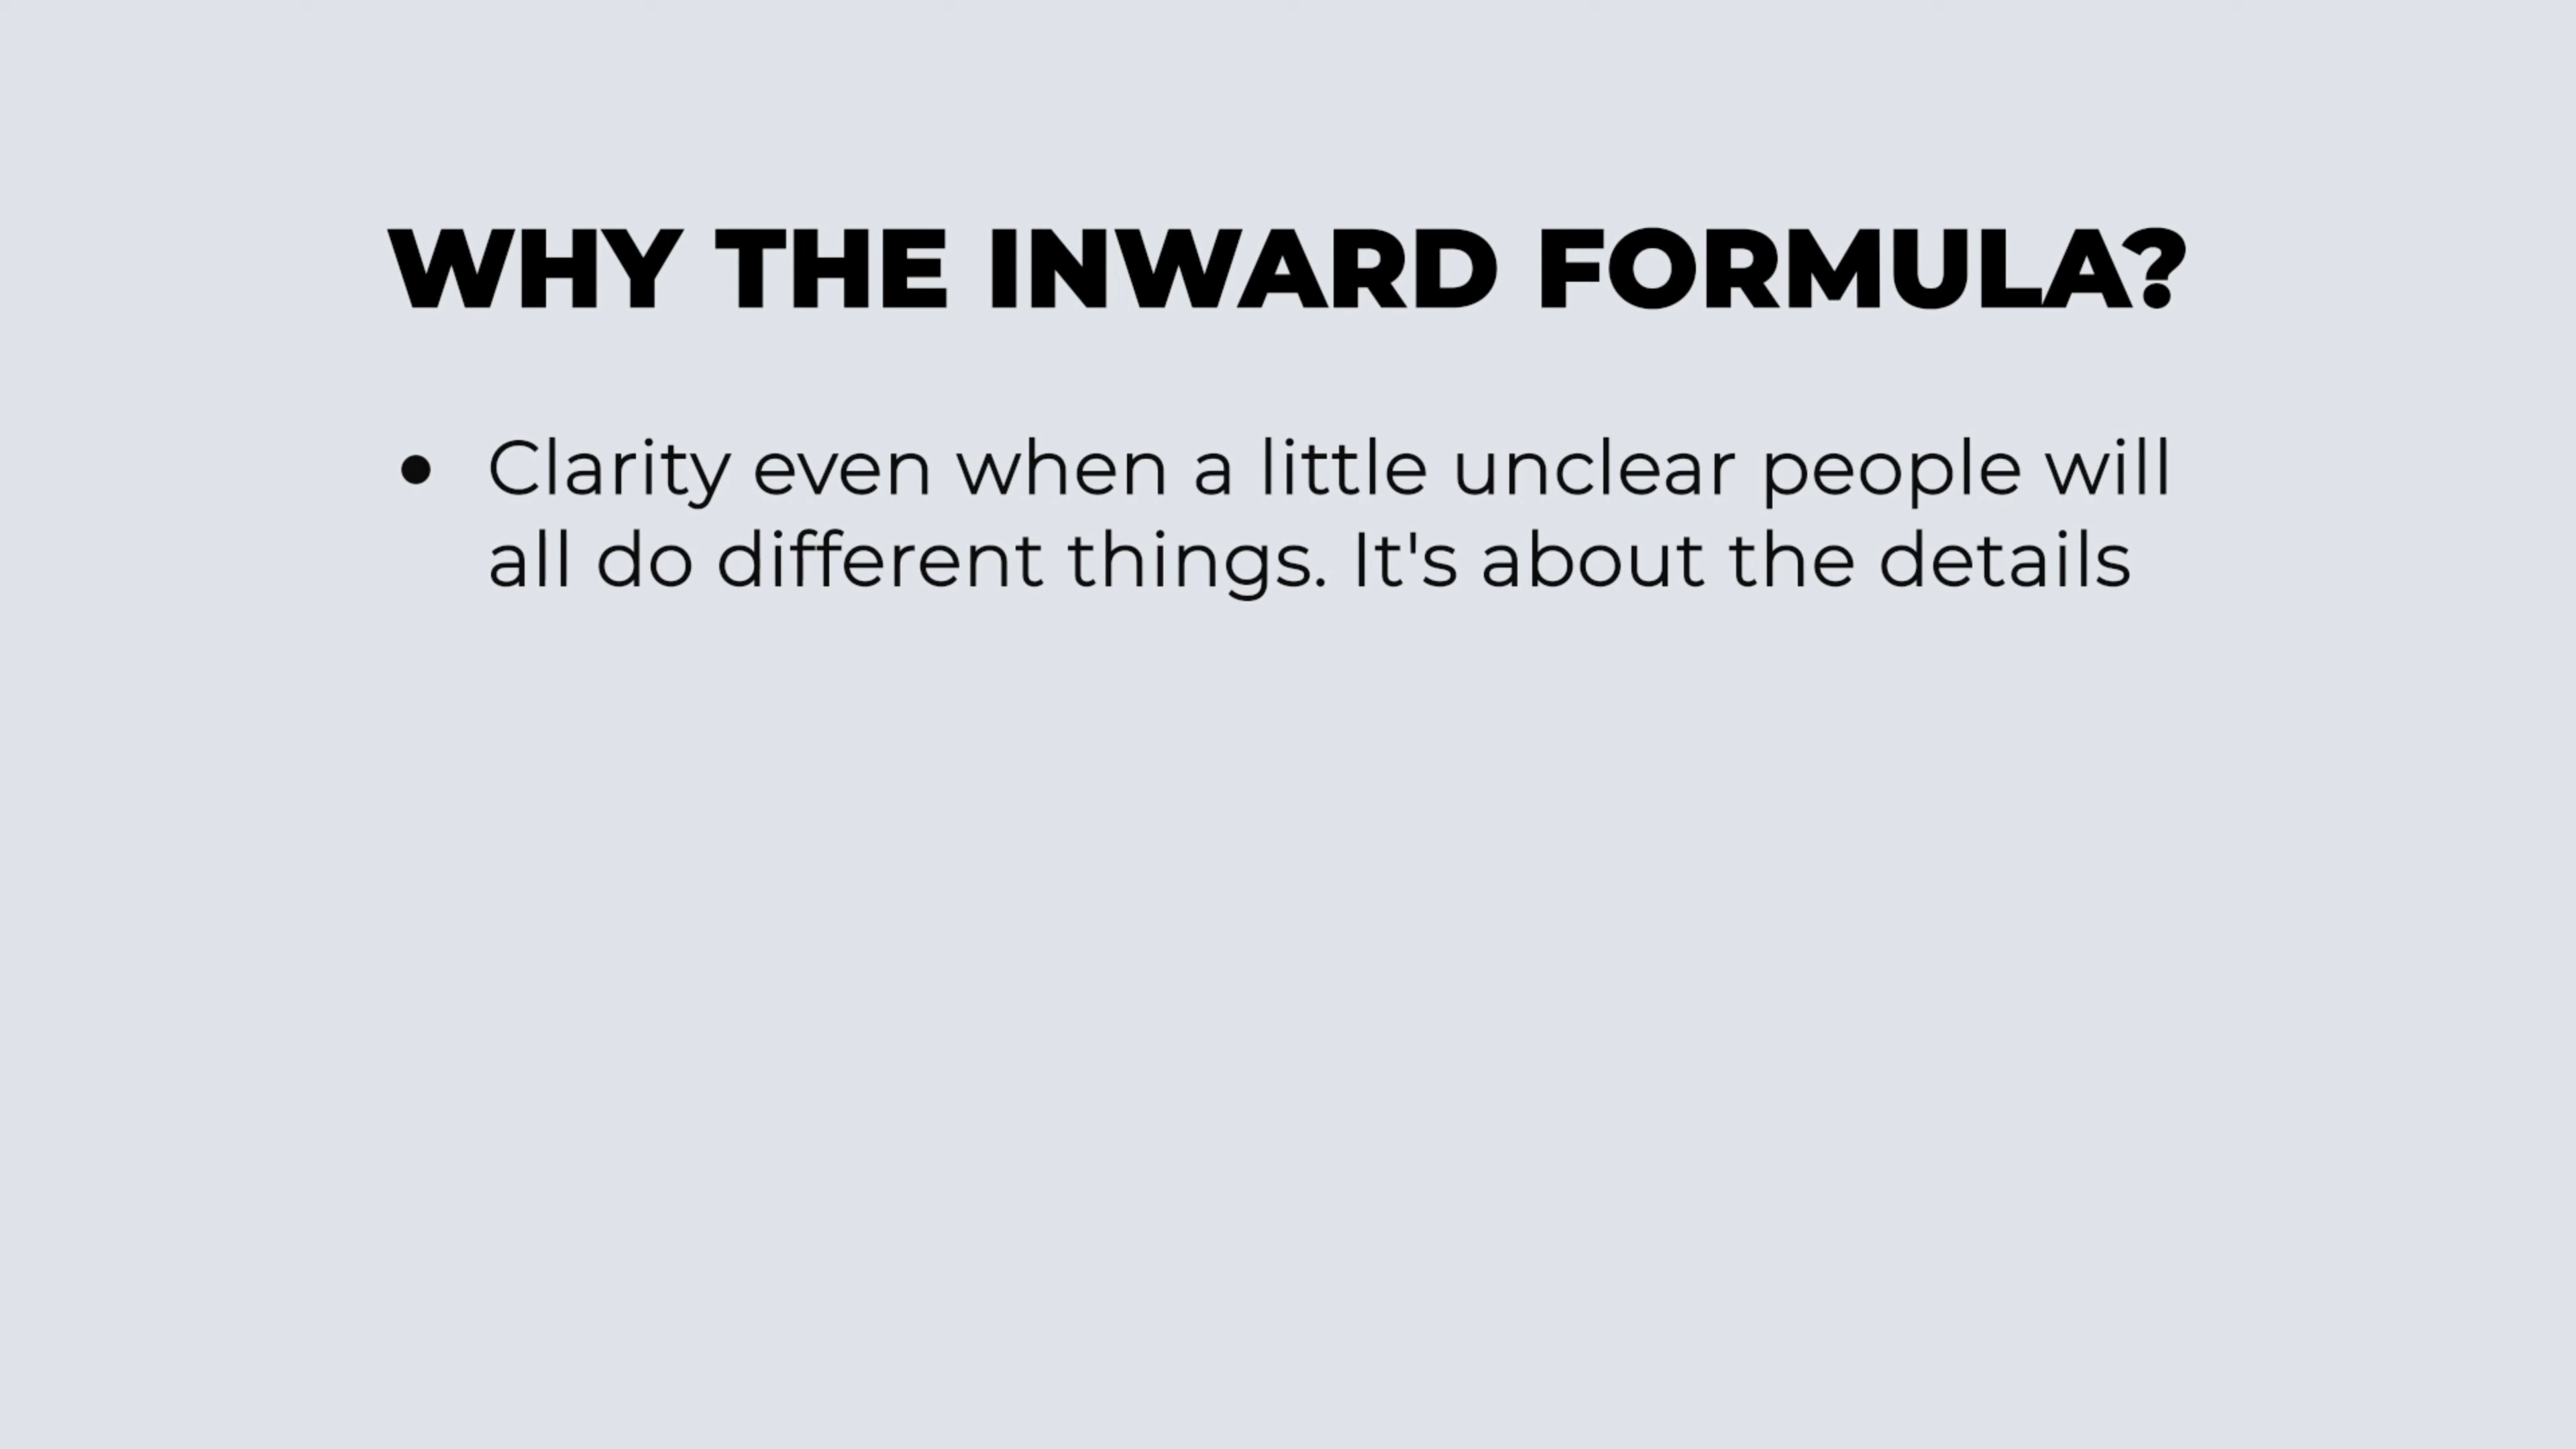 WHY THE INWARD FORMULA?
• Clarity even when a little unclear people will
all do different things. It's about the details